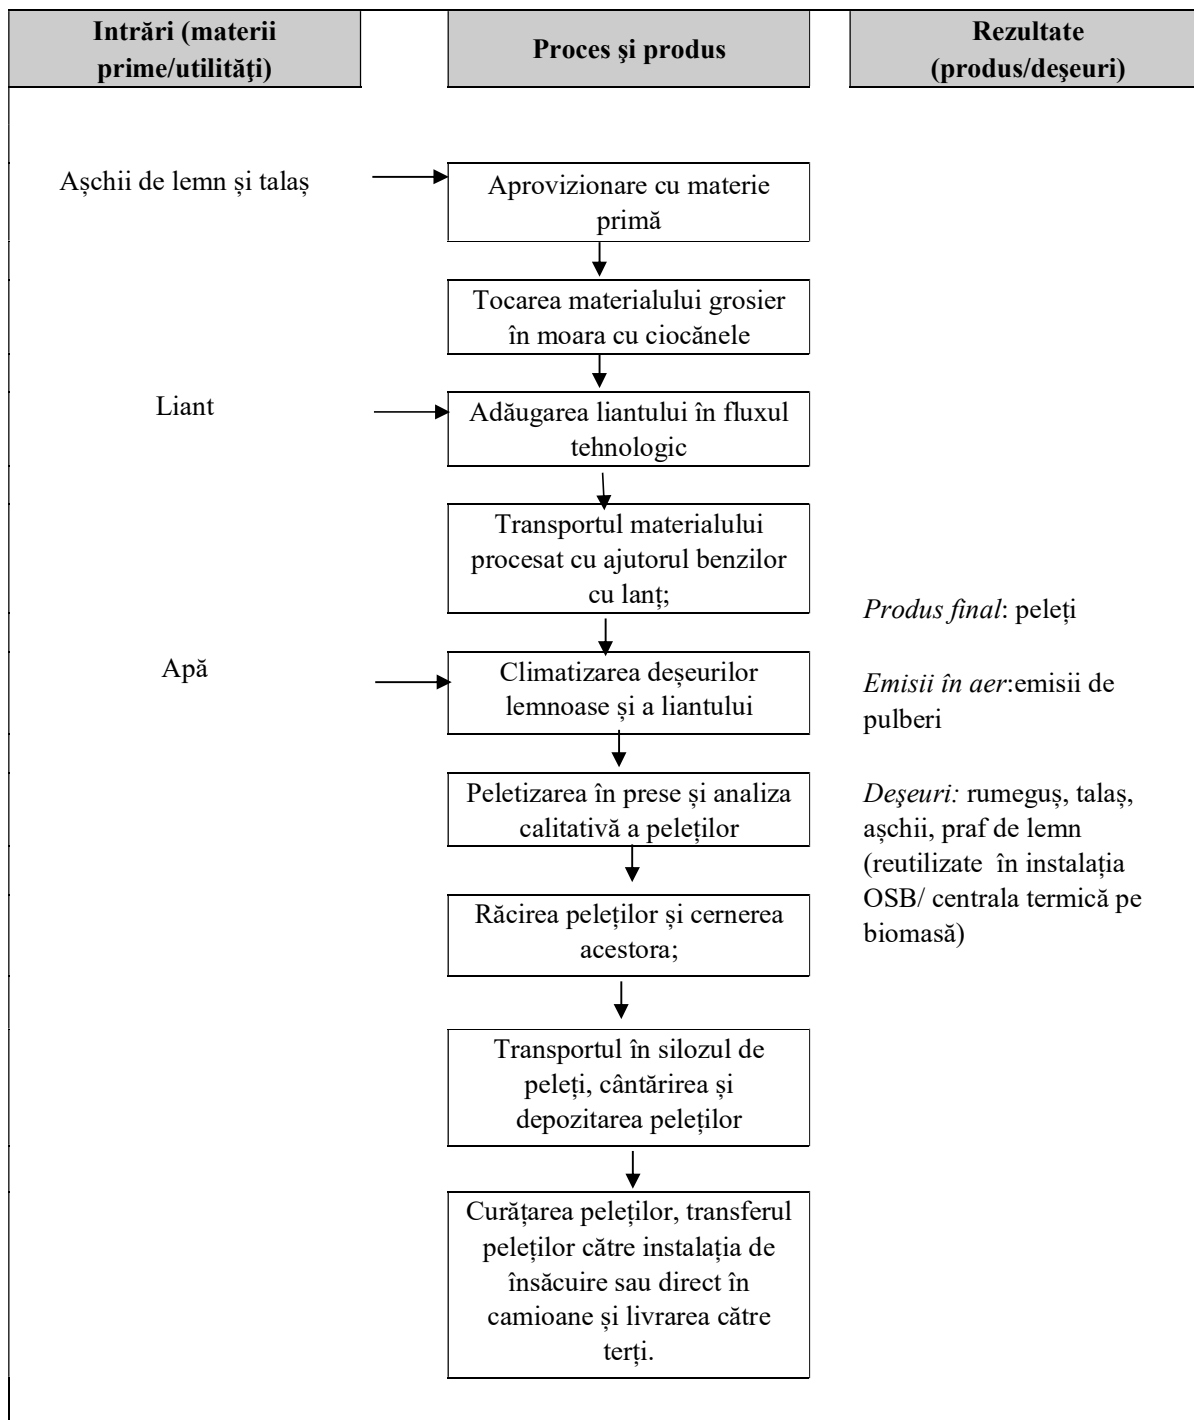 Intrări (materii
prime/utilităţi)
Proces şi produs
Rezultate
(produs/deşeuri)
Așchii de lemn și talaș
Aprovizionare cu materie
primă
Tocarea materialului grosier
în moara cu ciocănele
Liant
Adăugarea liantului în fluxul
tehnologic
Transportul materialului
procesat cu ajutorul benzilor
cu lanț;
Apă
Climatizarea deșeurilor
lemnoase și a liantului
Peletizarea în prese și analiza
calitativă a peleților
Răcirea peleților și cernerea
acestora;
Transportul în silozul de
peleți, cântărirea și
depozitarea peleților
Curățarea peleților, transferul
peleților către instalația de
însăcuire sau direct în
camioane și livrarea către
terți.
Produs final: peleți
Emisii în aer:emisii de
pulberi
Deşeuri: rumeguș, talaș,
așchii, praf de lemn
(reutilizate  în instalația
OSB/ centrala termică pe
biomasă)